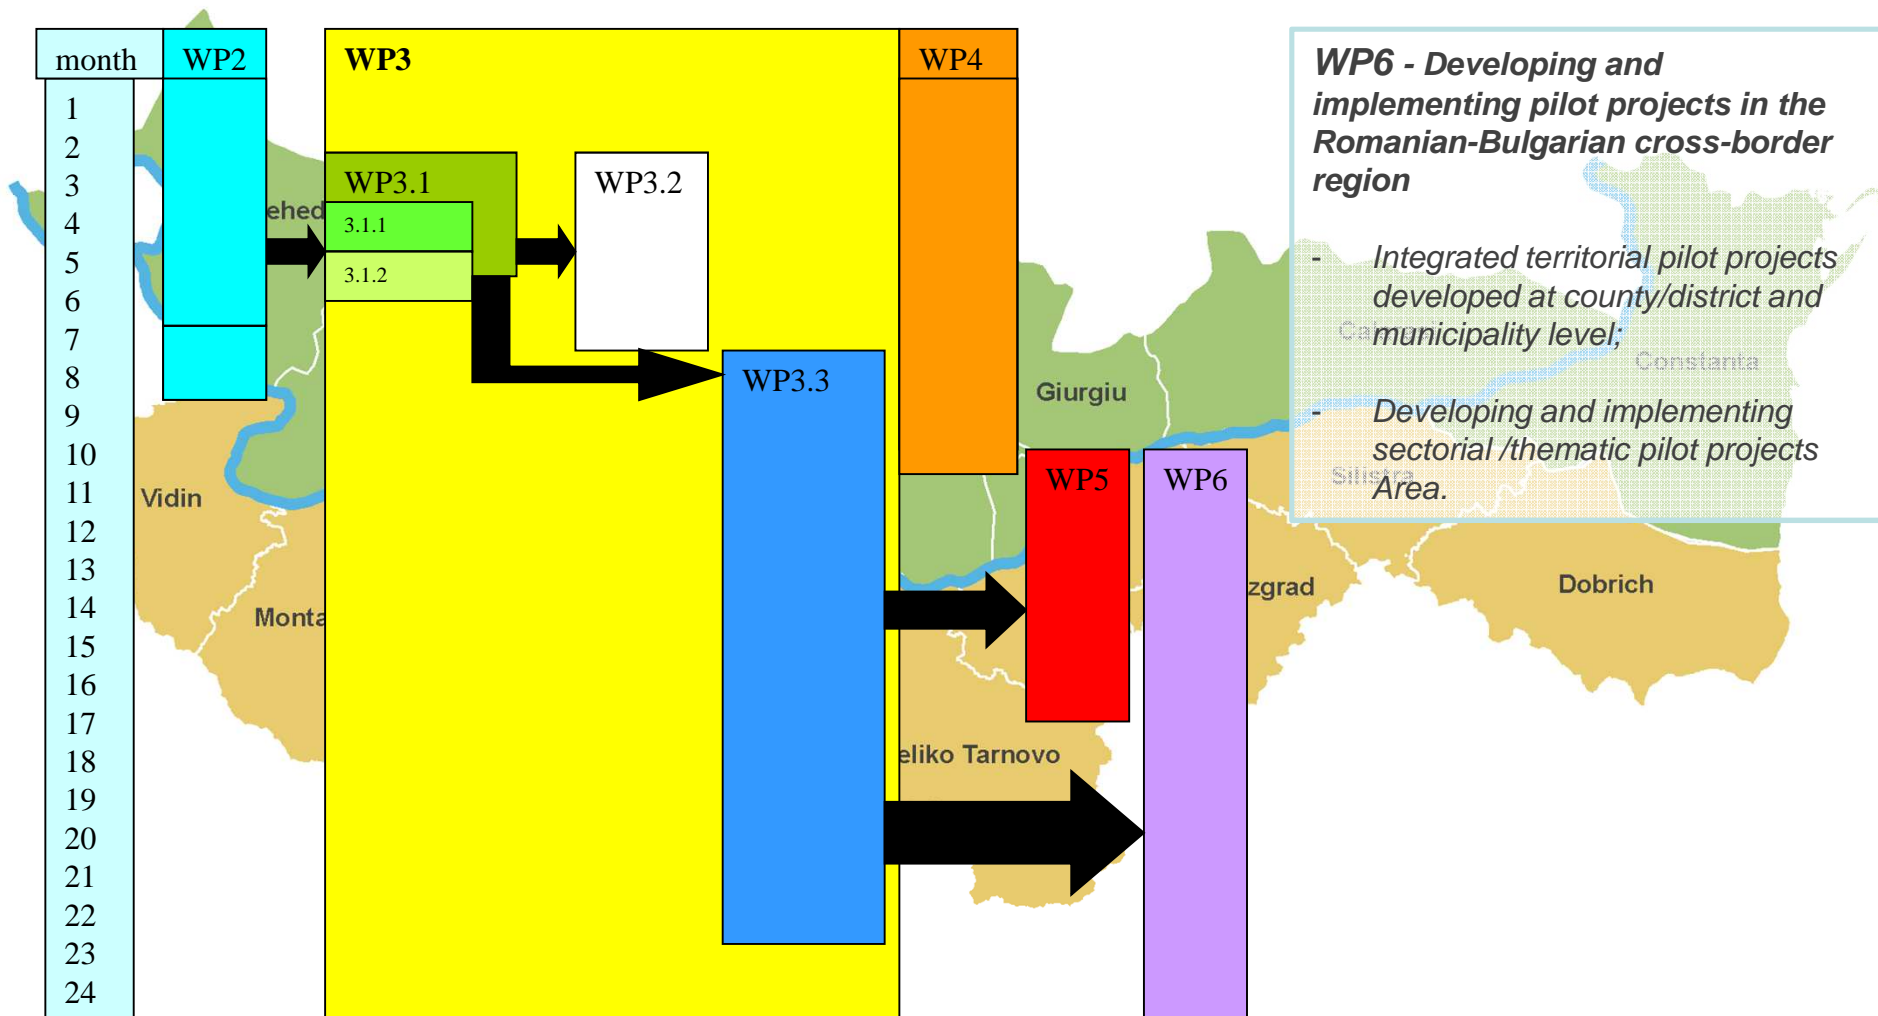 month
WP2
WP3
WP4
1
2
3
4
5
6
7
8
9
10
11
12
13
14
15
16
17
18
19
20
21
22
23
24
WP3.1
3.1.1
3.1.2
WP3.2
WP3.3
WP5
WP6
WP6 - Developing and
implementing pilot projects in the
Romanian-Bulgarian cross-border
region
- Integrated territorial pilot projects
developed at county/district and
municipality level;
- Developing and implementing
sectorial /thematic pilot projects
Area.
ehed
Vidin
Monta
Giurgiu
Constanta
Silistra
zgrad
Dobrich
eliko Tarnovo